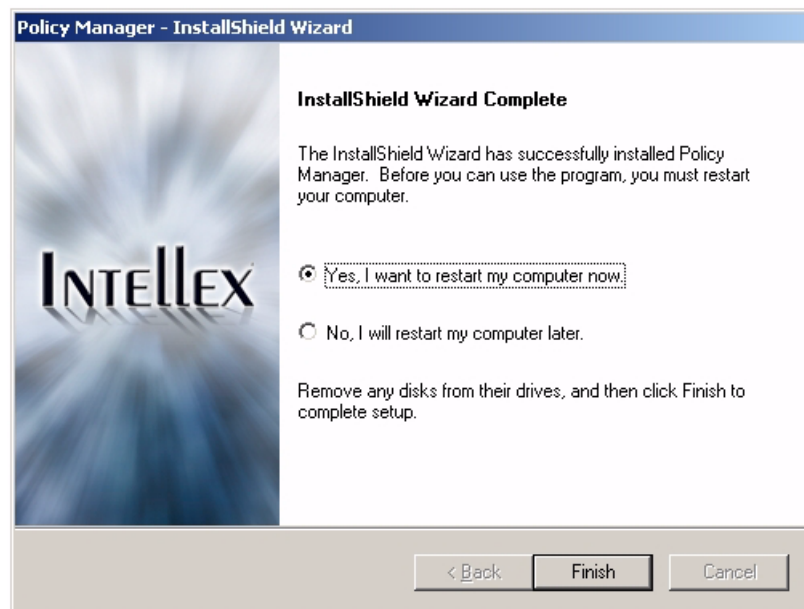 Policy Manager - InstallShield Wizard
InstallShield Wizard Complete
The InstallShield Wizard has successfully installed Policy
Manager. Before you can use the program, you must restart
your computer.
INTELLEX
Yes, I want to restart my computer now.
No, I will restart my computer later.
Remove any disks from their drives, and then click Finish to
complete setup.
< Back
Finish
Cancel